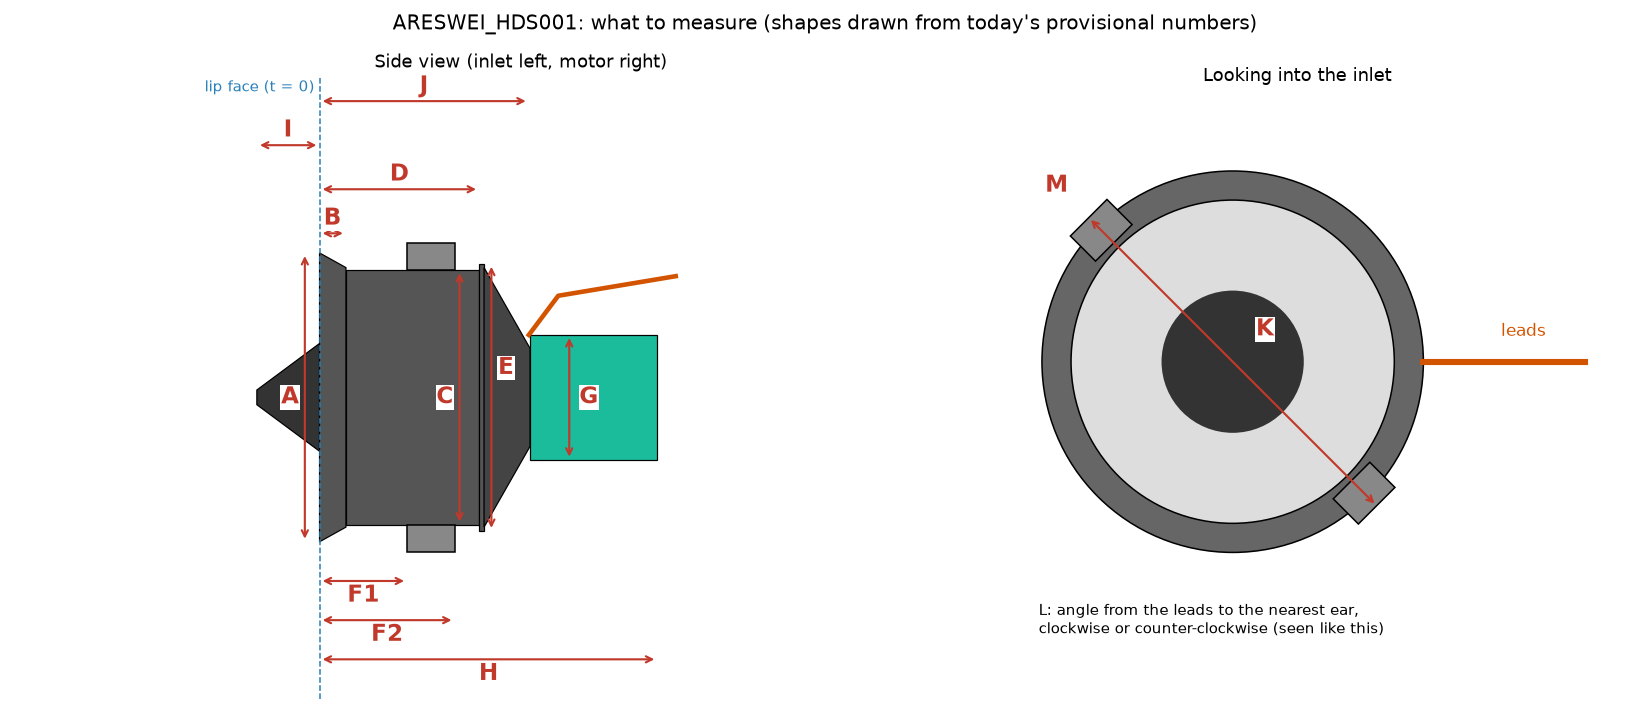 ARESWEI_HDS001: what to measure (shapes drawn from today's provisional numbers)
Side view (inlet left, motor right)
Looking into the inlet
lip face (t = 0)
J
I
D
B
A
C
E
G
F1
F2
H
M
K
leads
L: angle from the leads to the nearest ear,
clockwise or counter-clockwise (seen like this)